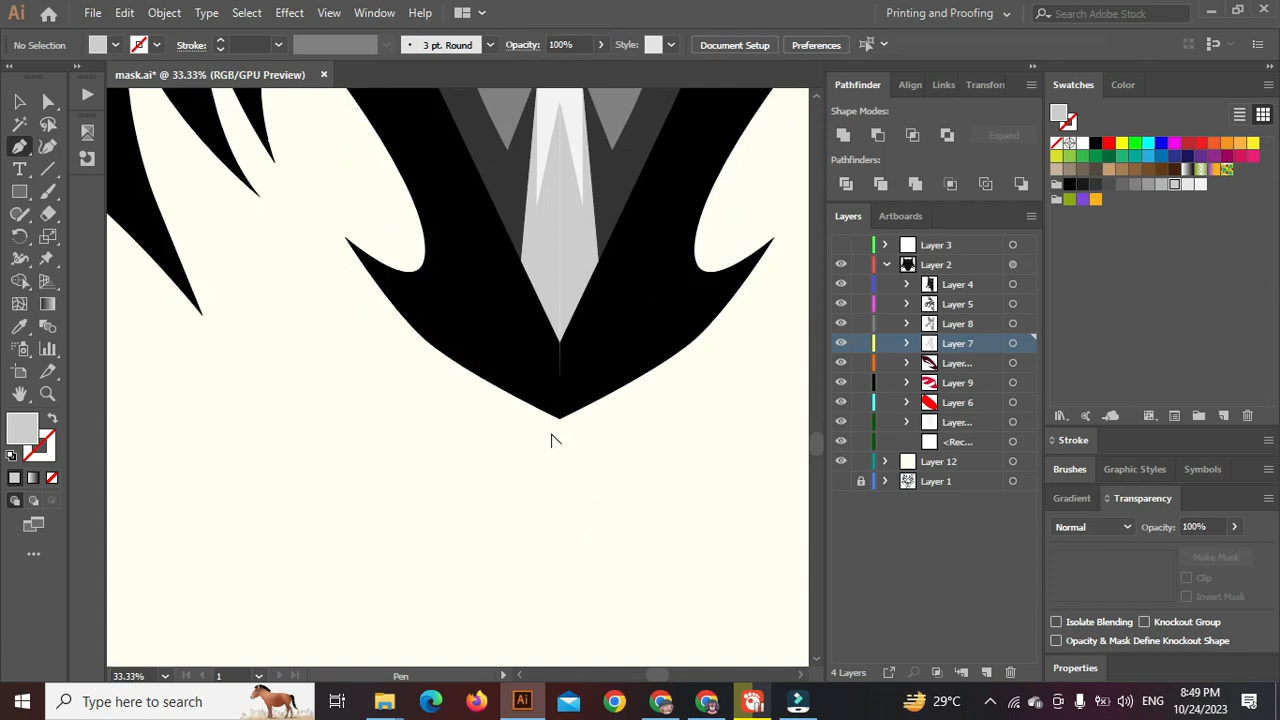 Ai File Edit Object Type Select Effect View Window Help Printing and Proofing Search Adobe Stock
No Selection Stroke: 3 pt. Round Opacity: 100% Style: Document Setup Preferences
mask.ai* @ 33.33% (RGB/GPU Preview)
Pathfinder Align Links Transforn Swatches Color
Shape Modes:
Expand
Pathfinders:
Layers Artboards
Layer 3
Layer 2
Layer 4
Layer 5
Layer 8
Layer 7
Layer...
Layer 9
Layer 6
Layer...
<Rec...
Layer 12
Layer 1
Stroke
Brushes Graphic Styles Symbols
Gradient Transparency
Normal Opacity: 100%
Make Mask
Clip
Invert Mask
Isolate Blending Knockout Group
Opacity & Mask Define Knockout Shape
Properties
33.33% 1 Pen 4 Layers
Type here to search Ai 29°C ENG 8:49 PM
10/24/2023